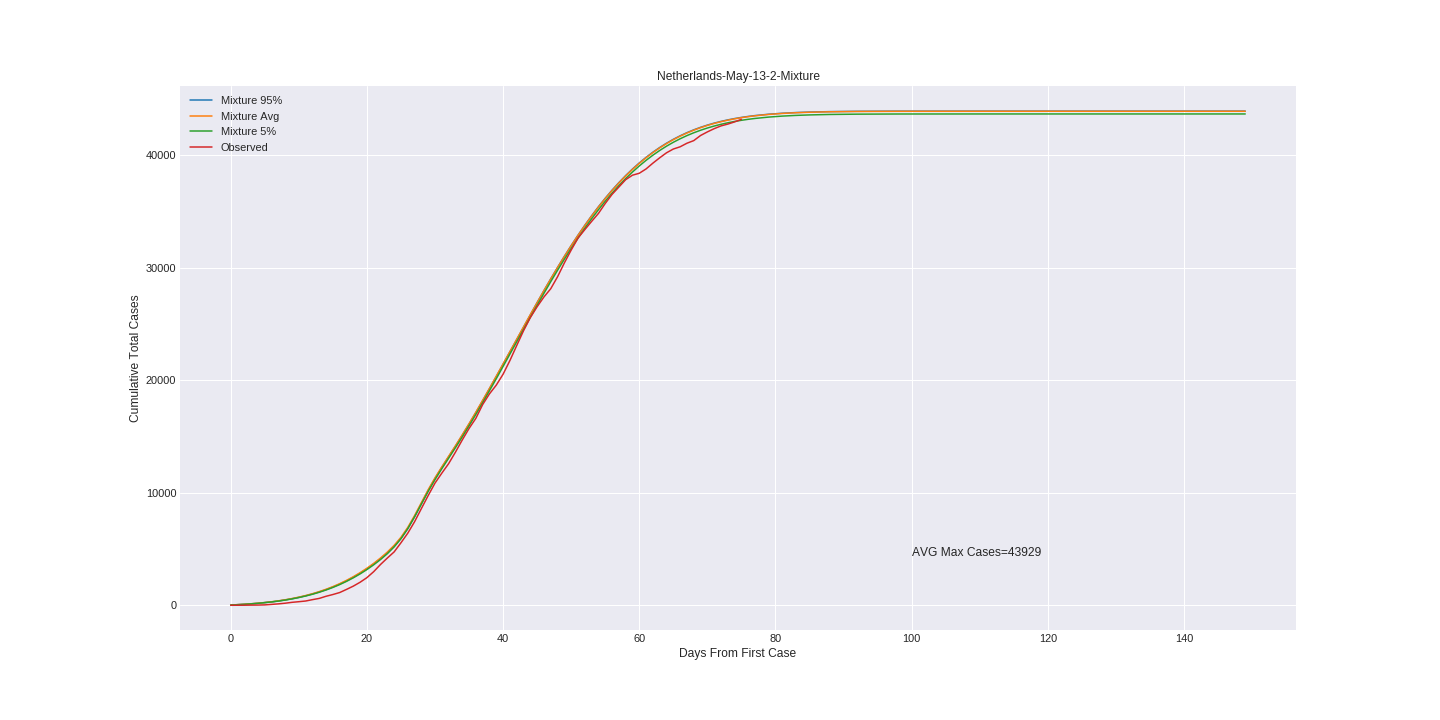 Netherlands-May-13-2-Mixture
Mixture 95%
Mixture Avg
Mixture 5%
Observed
Cumulative Total Cases
40000
30000
20000
10000
0
AVG Max Cases=43929
0 20 40 60 80 100 120 140
Days From First Case